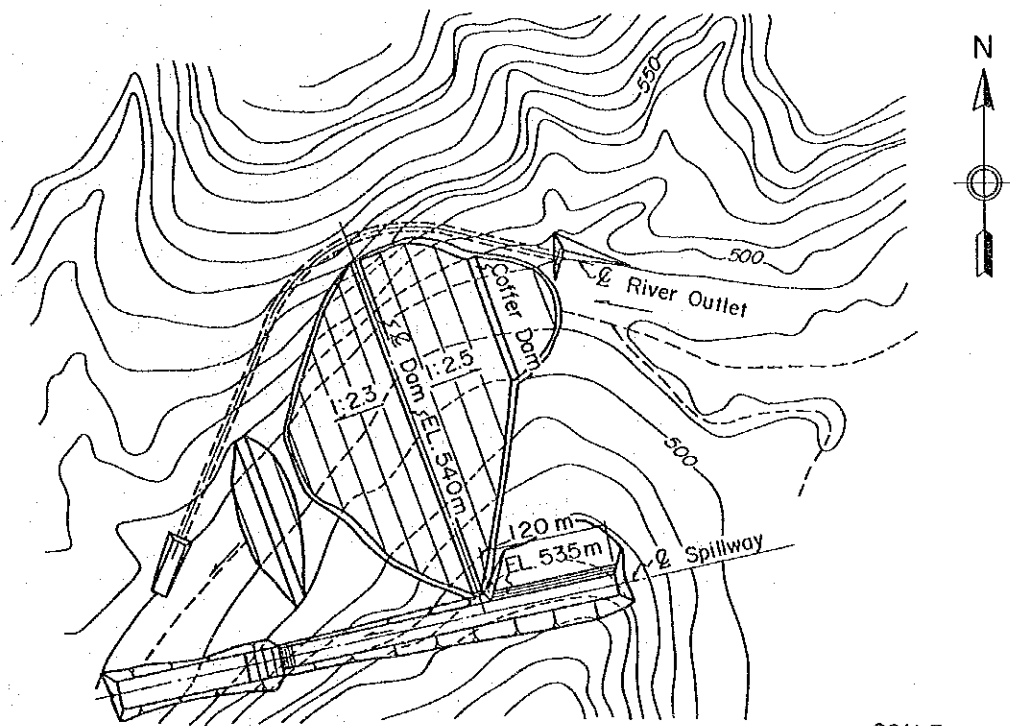 N
550
500
℄ River Outlet
Coffer Dam
℄ Dam EL. 540m
1:2.5
1:2.3
500
120 m
EL. 535m
℄ Spillway